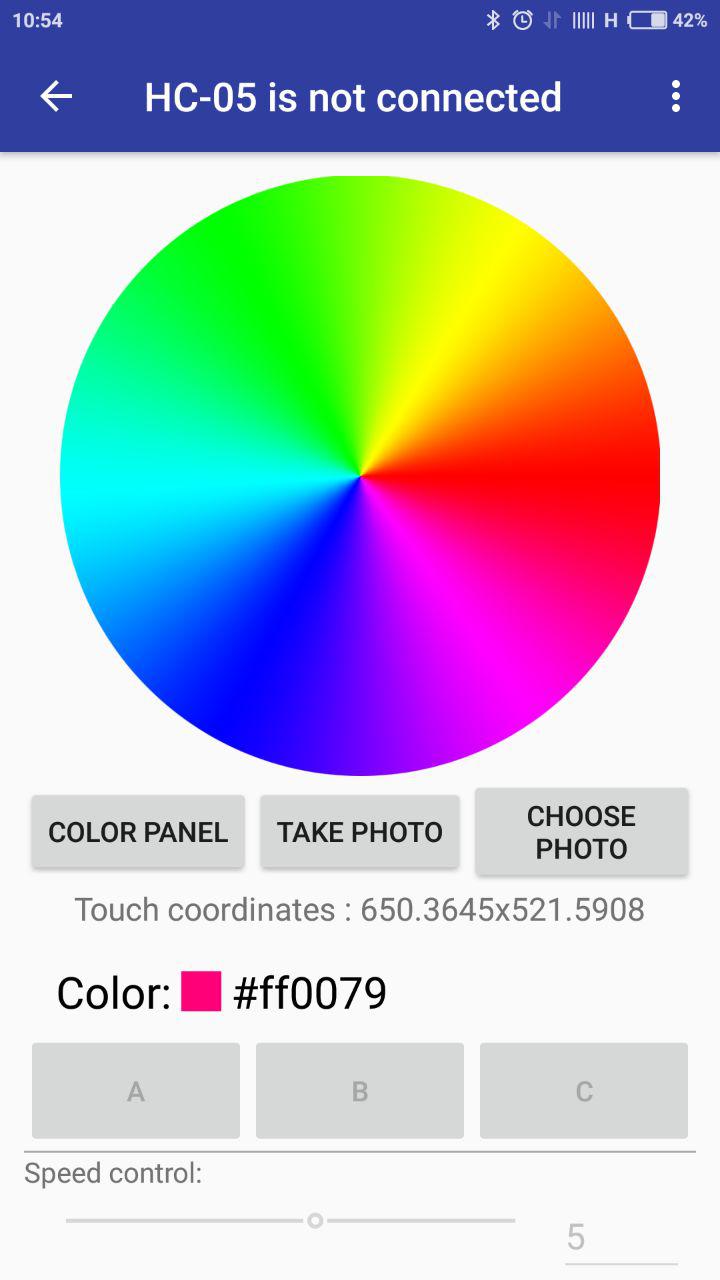 10:54 H 42%
HC-05 is not connected
COLOR PANEL TAKE PHOTO CHOOSE PHOTO
Touch coordinates : 650.3645x521.5908
Color: #ff0079
A B C
Speed control:
5